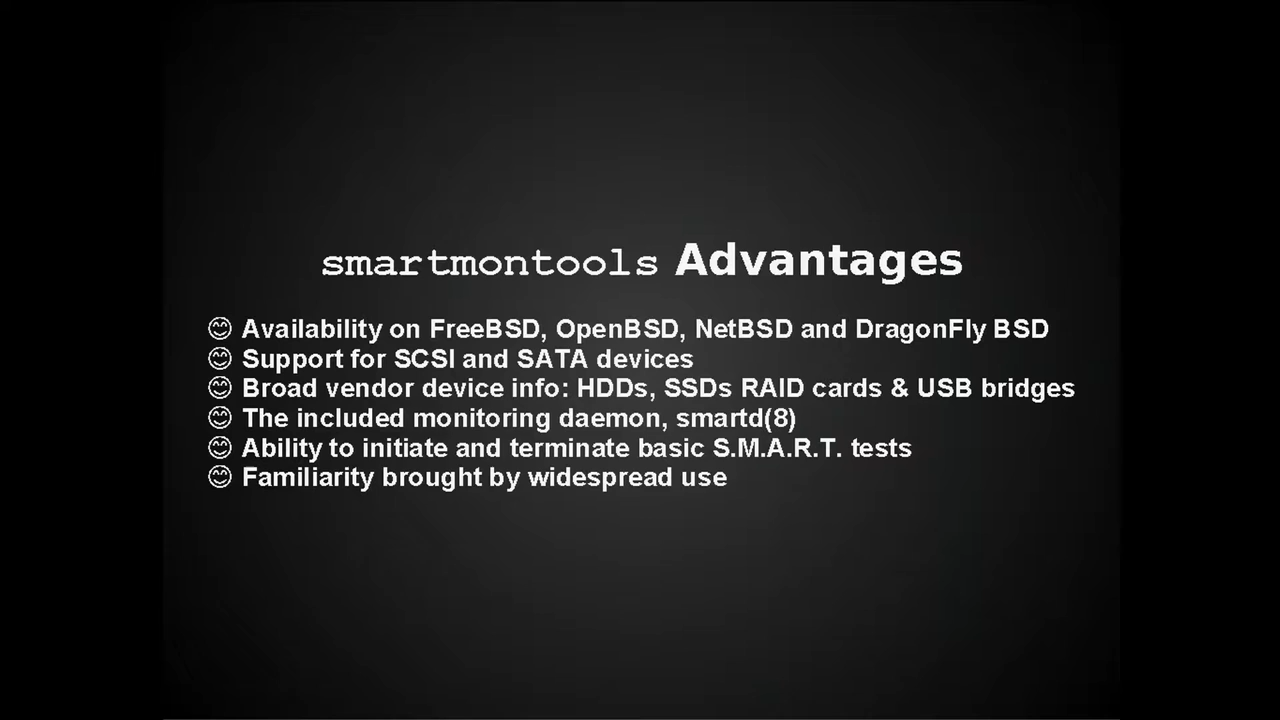 smartmontools Advantages
😊 Availability on FreeBSD, OpenBSD, NetBSD and DragonFly BSD
😊 Support for SCSI and SATA devices
😊 Broad vendor device info: HDDs, SSDs RAID cards & USB bridges
😊 The included monitoring daemon, smartd(8)
😊 Ability to initiate and terminate basic S.M.A.R.T. tests
😊 Familiarity brought by widespread use